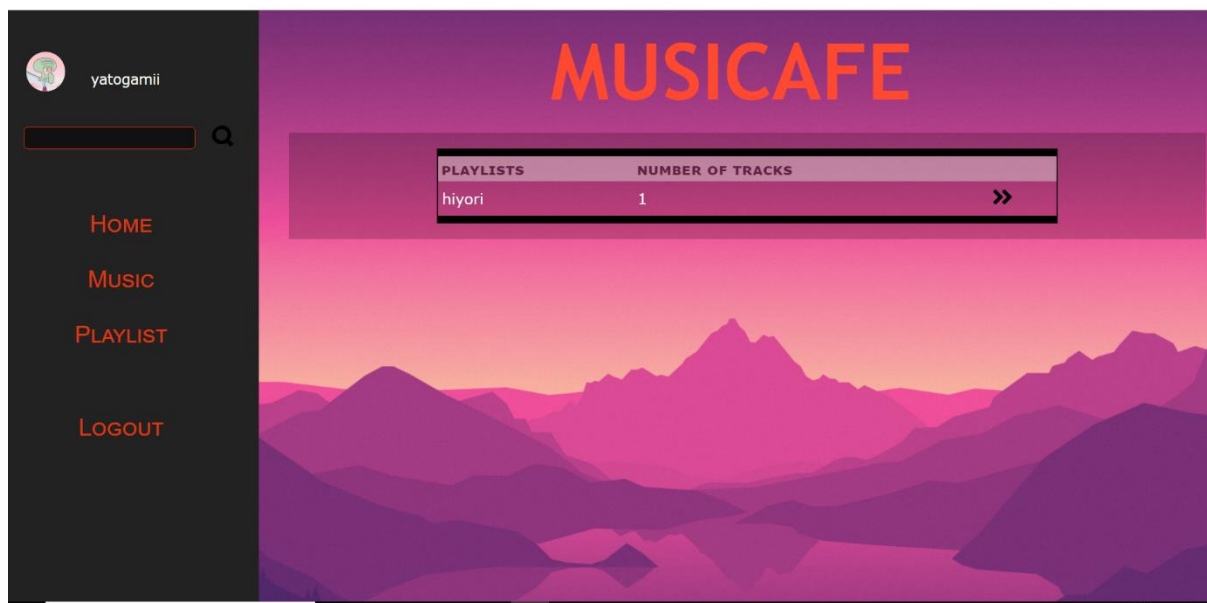 yatogamii
Home
Music
Playlist
Logout
MUSICAFE
PLAYLISTS NUMBER OF TRACKS
hiyori 1